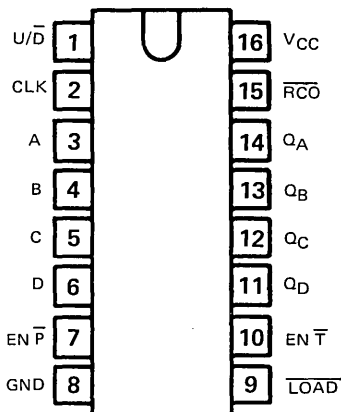 U/D̅ 1 16 VCC
CLK 2 15 R̅C̅O̅
A 3 14 QA
B 4 13 QB
C 5 12 QC
D 6 11 QD
EN P̅ 7 10 EN T̅
GND 8 9 L̅O̅A̅D̅